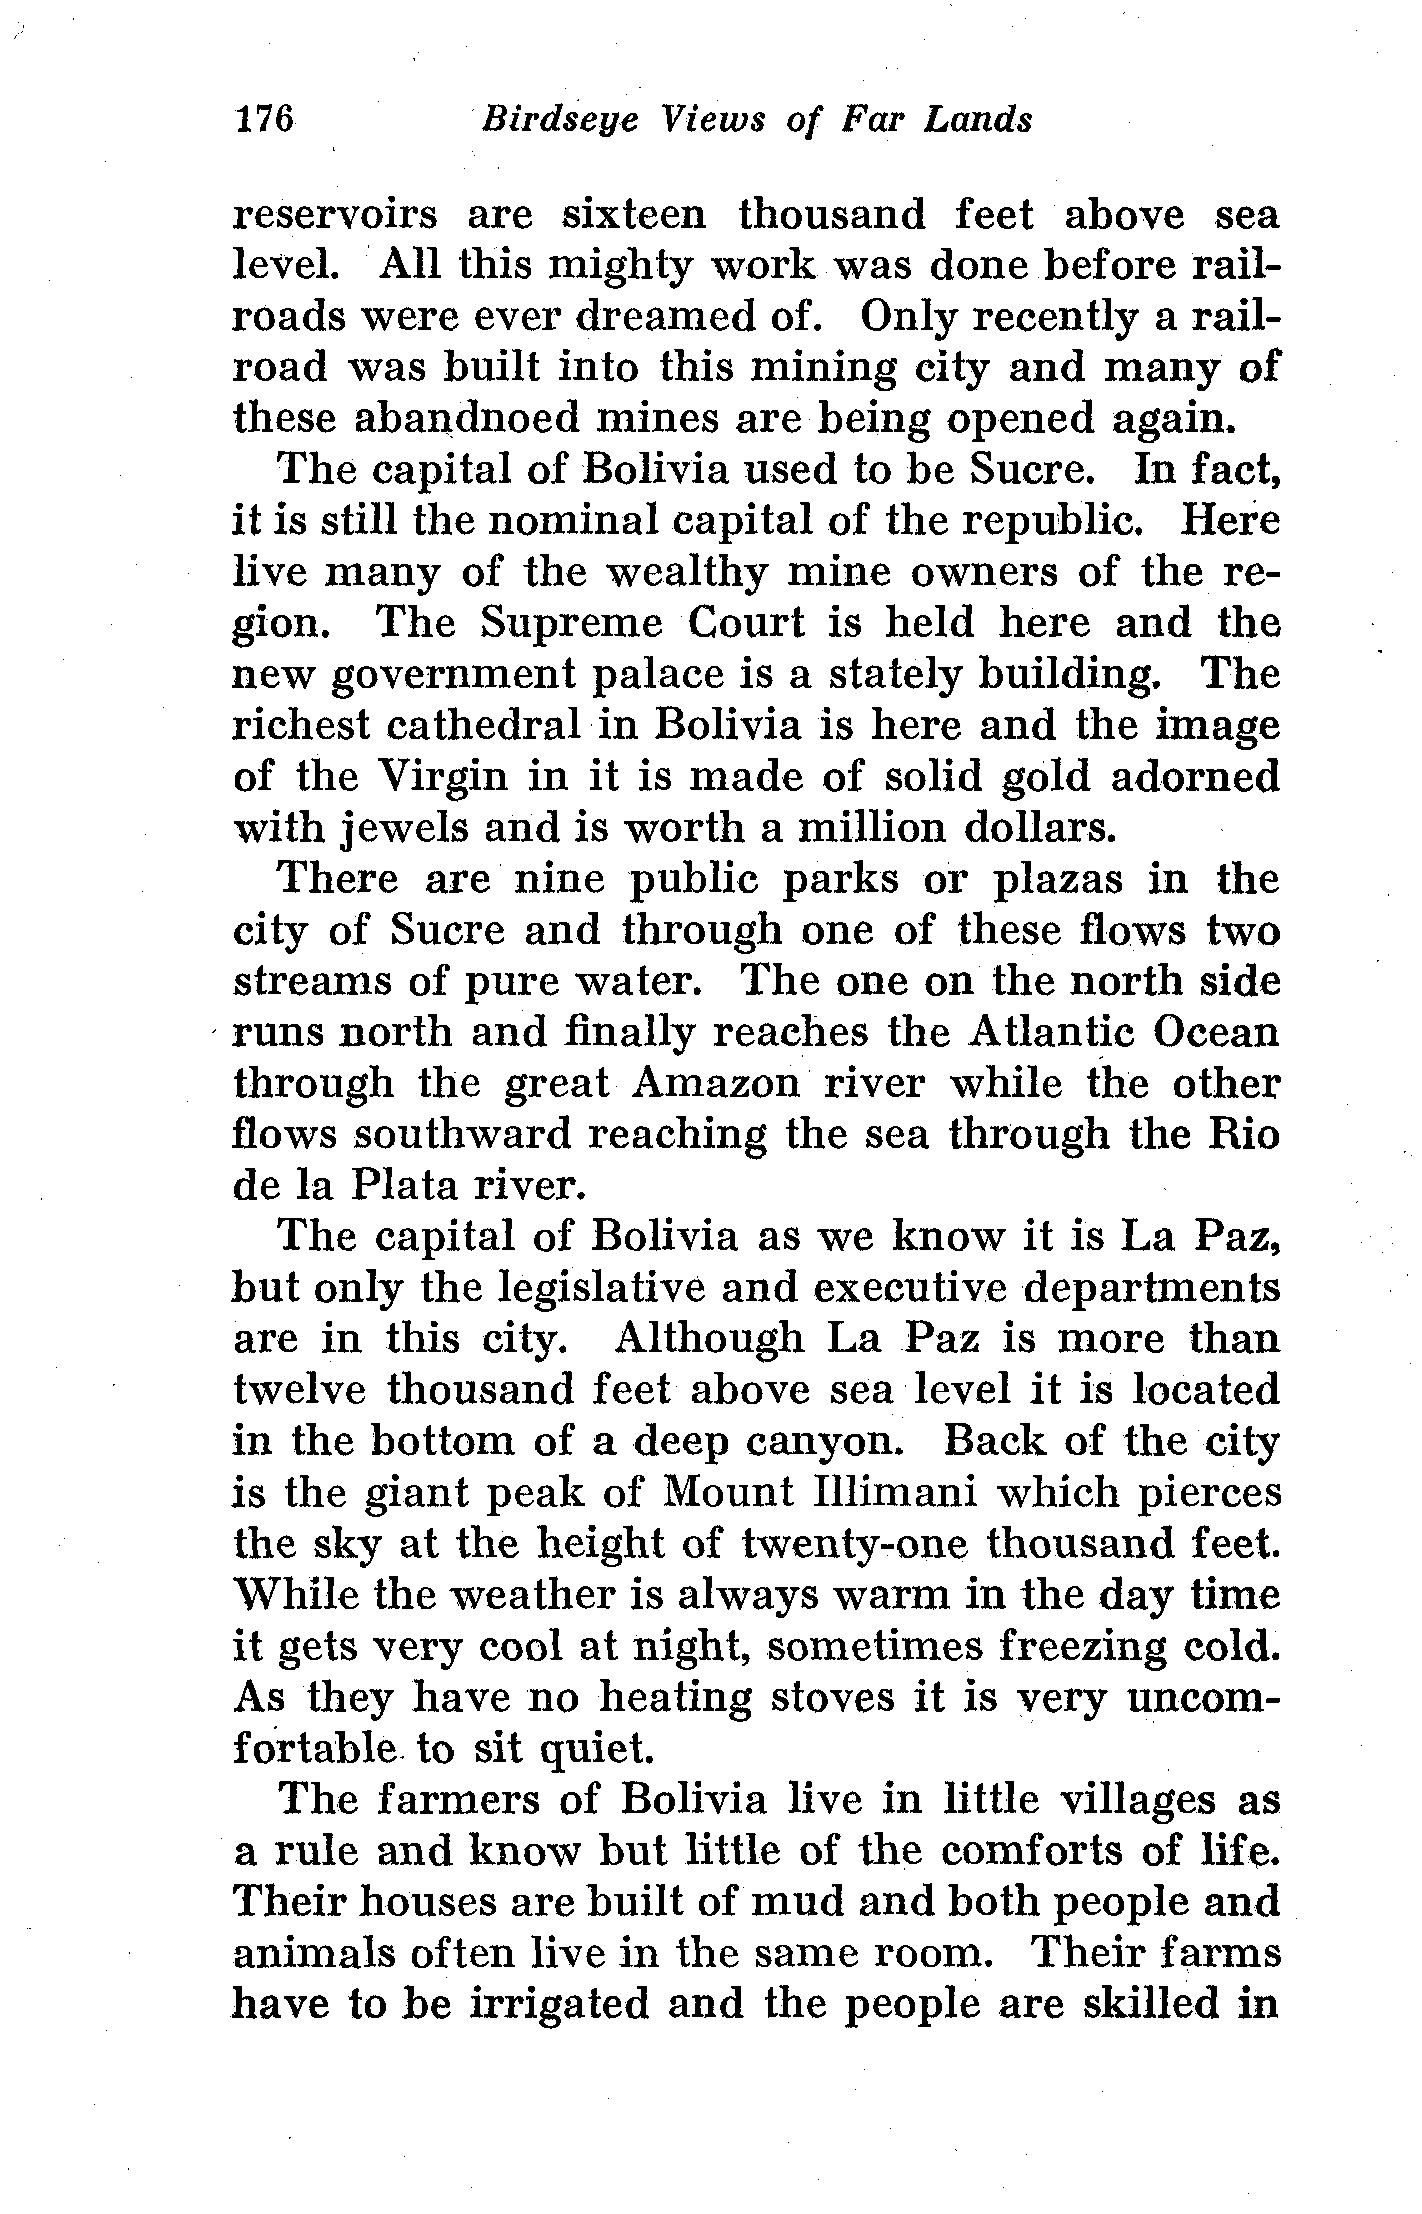 176 Birdseye Views of Far Lands
reservoirs are sixteen thousand feet above sea
level. All this mighty work was done before rail-
roads were ever dreamed of. Only recently a rail-
road was built into this mining city and many of
these abandnoed mines are being opened again.
The capital of Bolivia used to be Sucre. In fact,
it is still the nominal capital of the republic. Here
live many of the wealthy mine owners of the re-
gion. The Supreme Court is held here and the
new government palace is a stately building. The
richest cathedral in Bolivia is here and the image
of the Virgin in it is made of solid gold adorned
with jewels and is worth a million dollars.
There are nine public parks or plazas in the
city of Sucre and through one of these flows two
streams of pure water. The one on the north side
runs north and finally reaches the Atlantic Ocean
through the great Amazon river while the other
flows southward reaching the sea through the Rio
de la Plata river.
The capital of Bolivia as we know it is La Paz,
but only the legislative and executive departments
are in this city. Although La Paz is more than
twelve thousand feet above sea level it is located
in the bottom of a deep canyon. Back of the city
is the giant peak of Mount Illimani which pierces
the sky at the height of twenty-one thousand feet.
While the weather is always warm in the day time
it gets very cool at night, sometimes freezing cold.
As they have no heating stoves it is very uncom-
fortable to sit quiet.
The farmers of Bolivia live in little villages as
a rule and know but little of the comforts of life.
Their houses are built of mud and both people and
animals often live in the same room. Their farms
have to be irrigated and the people are skilled in